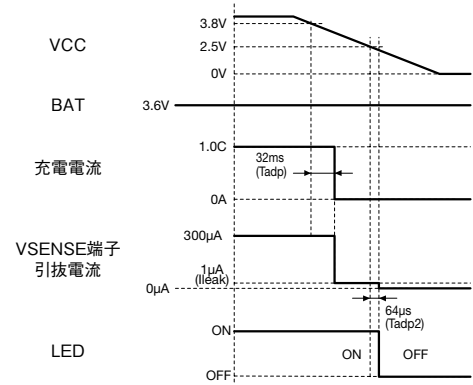 VCC
3.8V
2.5V
0V
BAT
3.6V
充電電流
1.0C
0A
32ms
(Tadp)
VSENSE端子
引抜電流
300μA
1μA
(Ileak)
0μA
64μs
(Tadp2)
LED
ON
OFF
ON
OFF